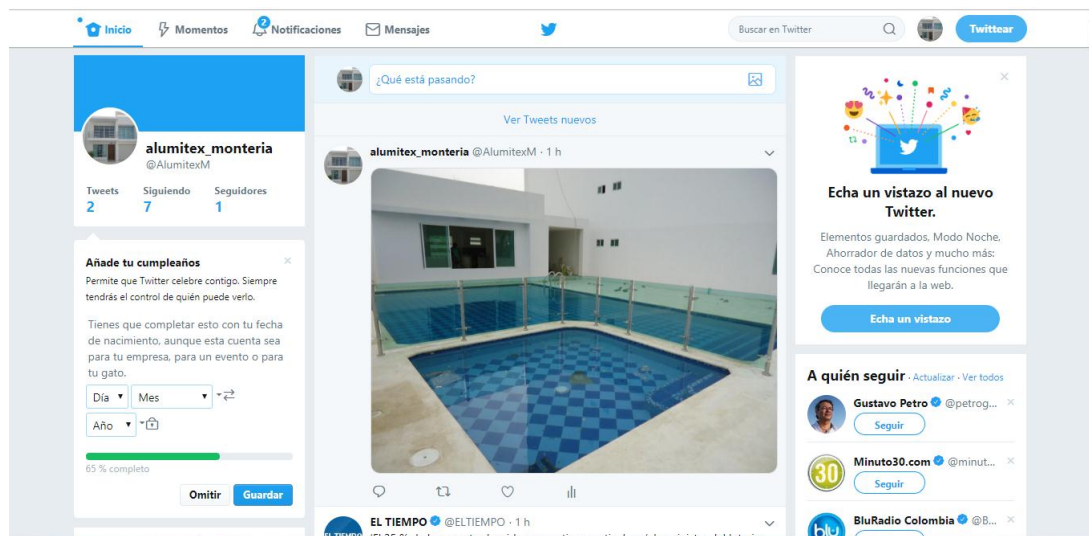 Inicio Momentos 2 Notificaciones Mensajes Buscar en Twitter Twittear
alumitex_monteria
@AlumitexM
Tweets Siguiendo Seguidores
2 7 1
Añade tu cumpleaños
Permite que Twitter celebre contigo. Siempre
tendrás el control de quién puede verlo.
Tienes que completar esto con tu fecha
de nacimiento, aunque esta cuenta sea
para tu empresa, para un evento o para
tu gato.
Día Mes
Año
65 % completo
Omitir Guardar
¿Qué está pasando?
Ver Tweets nuevos
alumitex_monteria @AlumitexM · 1 h
EL TIEMPO @ELTIEMPO · 1 h
EL TIEMPO
Echa un vistazo al nuevo
Twitter.
Elementos guardados, Modo Noche,
Ahorrador de datos y mucho más:
Conoce todas las nuevas funciones que
llegarán a la web.
Echa un vistazo
A quién seguir · Actualizar · Ver todos
Gustavo Petro @petrog...
Seguir
30
Minuto30.com @minut...
Seguir
blu
BluRadio Colombia @B...